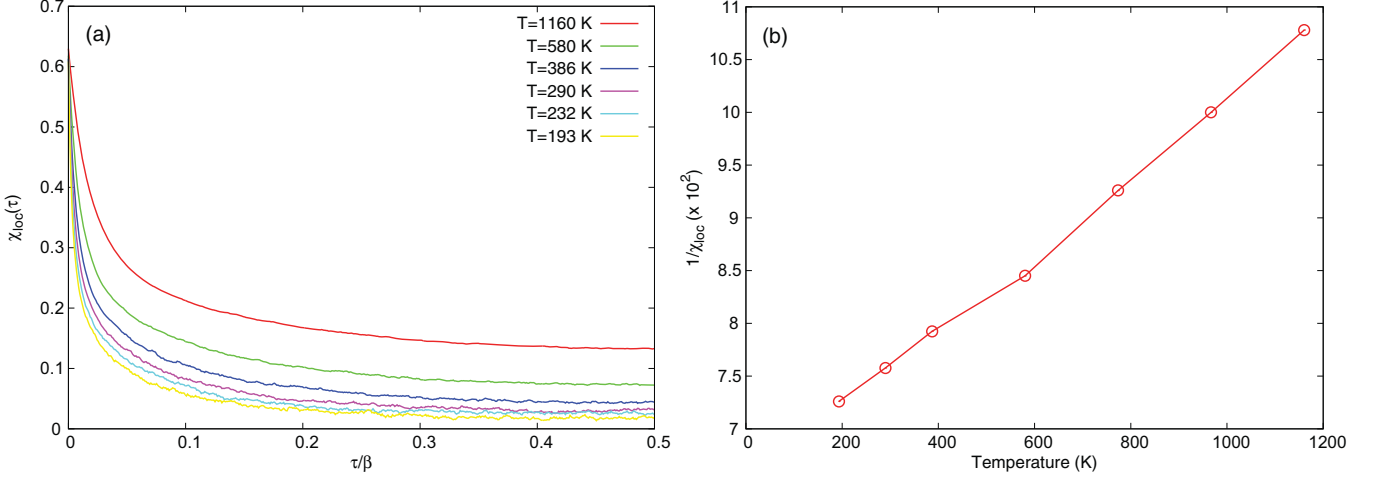 (a)
T=1160 K
T=580 K
T=386 K
T=290 K
T=232 K
T=193 K
0.7
0.6
0.5
0.4
0.3
0.2
0.1
0
χloc(τ)
0 0.1 0.2 0.3 0.4 0.5
τ/β
(b)
11
10.5
10
9.5
9
8.5
8
7.5
7
1/χloc (x 10²)
0 200 400 600 800 1000 1200
Temperature (K)